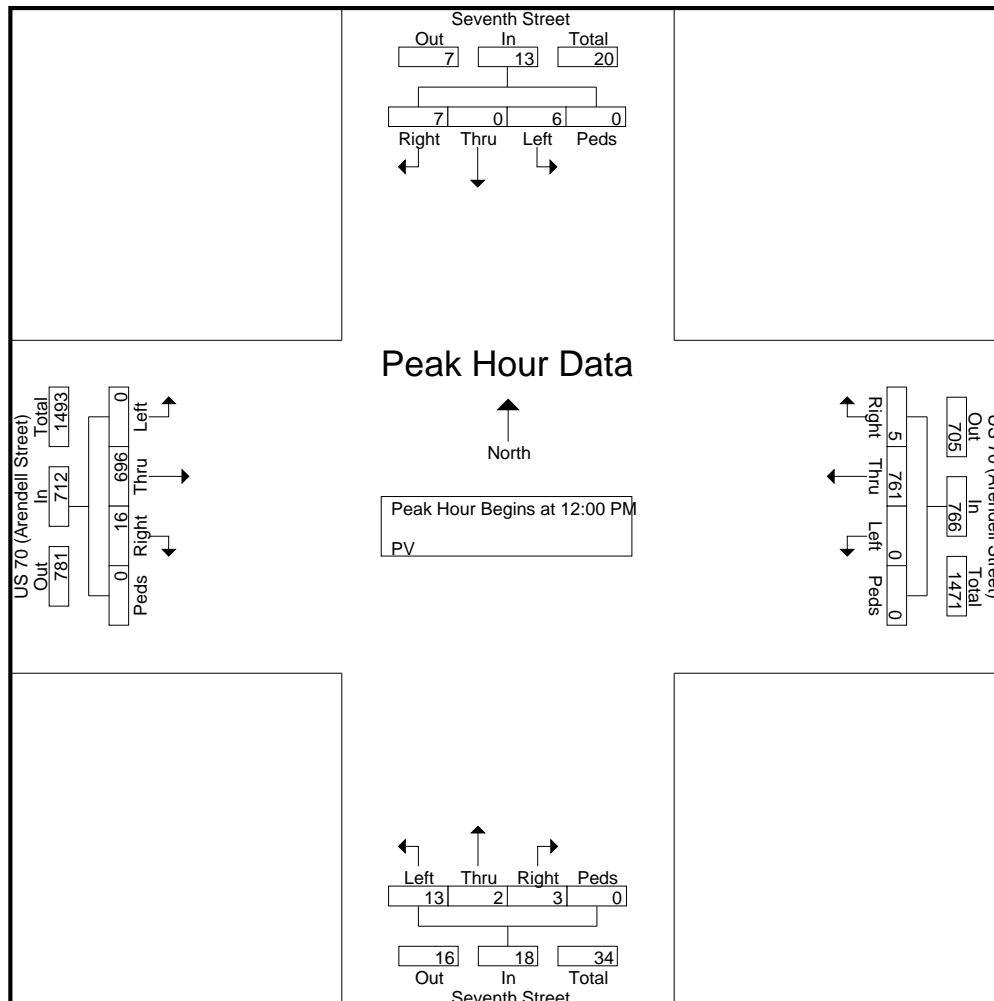 Seventh Street
Out In Total
7 13 20
7 0 6 0
Right Thru Left Peds
Peak Hour Data
North
Peak Hour Begins at 12:00 PM
PV
US 70 (Arendell Street)
Total In Out
1493 712 781
0 696 16 0
Left Thru Right Peds
US 70 (Arendell Street)
Out In Total
705 766 1471
5 761 0 0
Right Thru Left Peds
Left Thru Right Peds
13 2 3 0
16 18 34
Out In Total
Seventh Street